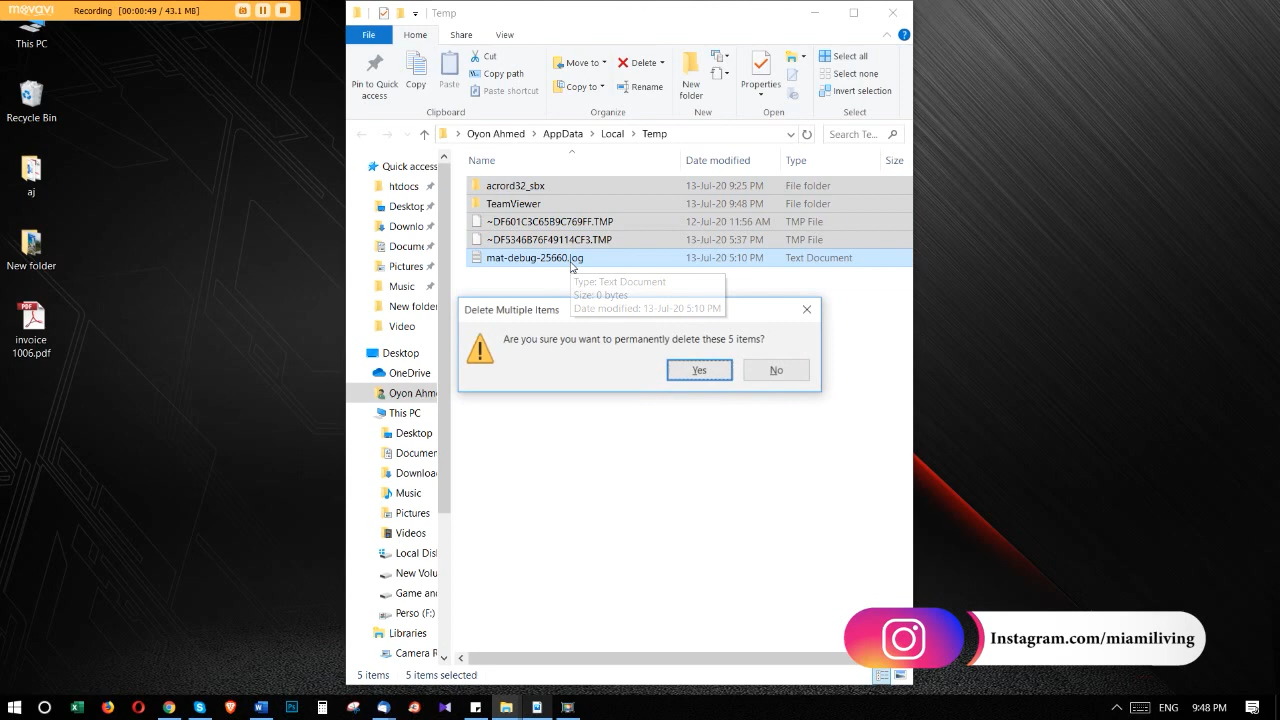 movavi
Recording ( 00:00:49 / 43.1 MB )
This PC
Recycle Bin
aj
New folder
invoice
1006.pdf
Temp
File
Home
Share
View
Pin to Quick
access
Copy
Paste
Cut
Copy path
Paste shortcut
Clipboard
Move to
Copy to
Delete
Rename
Organize
New
folder
New
Properties
Open
Select all
Select none
Invert selection
Select
Oyon Ahmed
AppData
Local
Temp
Search Te...
Name
Date modified
Type
Size
acrord32_sbx 13-Jul-20 9:25 PM File folder
TeamViewer 13-Jul-20 9:48 PM File folder
~DF601C3C65B9C769FF.TMP 12-Jul-20 11:56 AM TMP File
~DF5346B76F49114CF3.TMP 13-Jul-20 5:37 PM TMP File
mat-debug-25660.log 13-Jul-20 5:10 PM Text Document
Type: Text Document
Size: 0 bytes
Date modified: 13-Jul-20 5:10 PM
Delete Multiple Items
Are you sure you want to permanently delete these 5 items?
Yes
No
Quick access
htdocs
Desktop
Downlo
Docume
Pictures
Music
New folder
Video
Desktop
OneDrive
Oyon Ahme
This PC
Desktop
Documen
Downloa
Music
Pictures
Videos
Local Disk
New Volu
Game and
Perso (F:)
Libraries
Camera R
5 items
5 items selected
Instagram.com/miamiliving
ENG
9:48 PM